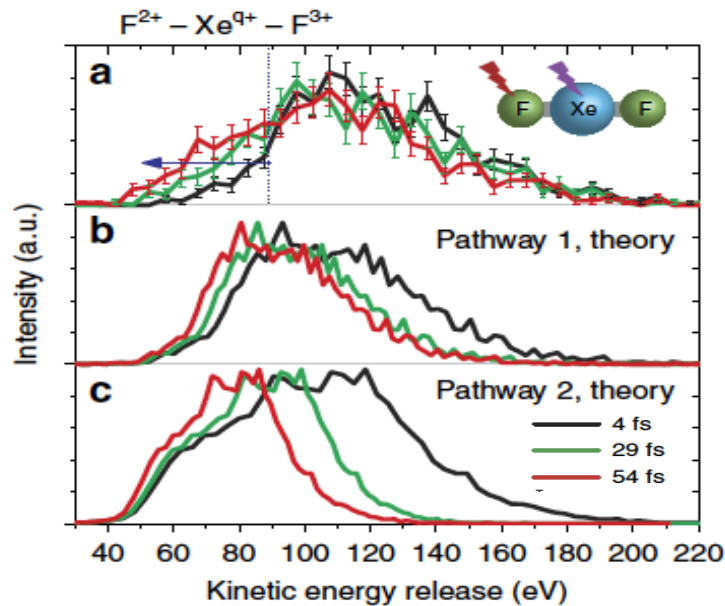 F²⁺ – Xe^q+ – F³⁺
a
F Xe F
b
Pathway 1, theory
c
Pathway 2, theory
4 fs
29 fs
54 fs
Intensity (a.u.)
40 60 80 100 120 140 160 180 200 220
Kinetic energy release (eV)